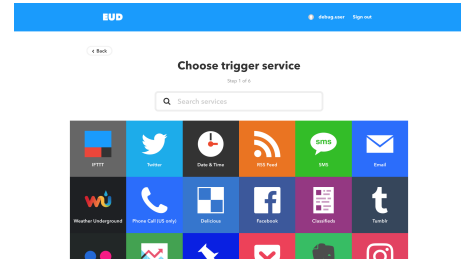 EUD
debug.user Sign out
< Back
Choose trigger service
Step 1 of 6
Search services
IFTTT Twitter Date & Time RSS Feed SMS Email
sms
Weather Underground Phone Call (US only) Delicious Facebook Classifieds Tumblr